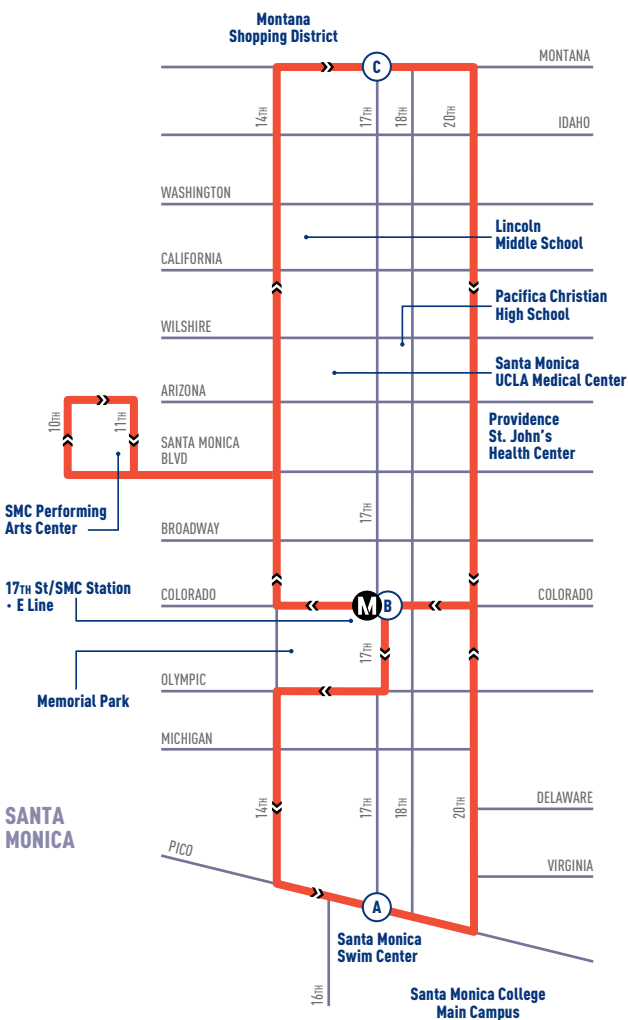 Montana
Shopping District
C
MONTANA
14TH
17TH
18TH
20TH
IDAHO
WASHINGTON
Lincoln
Middle School
CALIFORNIA
Pacifica Christian
High School
WILSHIRE
Santa Monica
UCLA Medical Center
ARIZONA
10TH
11TH
SANTA MONICA
BLVD
Providence
St. John's
Health Center
SMC Performing
Arts Center
17TH
BROADWAY
17TH St/SMC Station
• E Line
COLORADO
M
B
COLORADO
17TH
Memorial Park
OLYMPIC
MICHIGAN
SANTA
MONICA
14TH
17TH
18TH
20TH
DELAWARE
PICO
VIRGINIA
A
Santa Monica
Swim Center
16TH
Santa Monica College
Main Campus